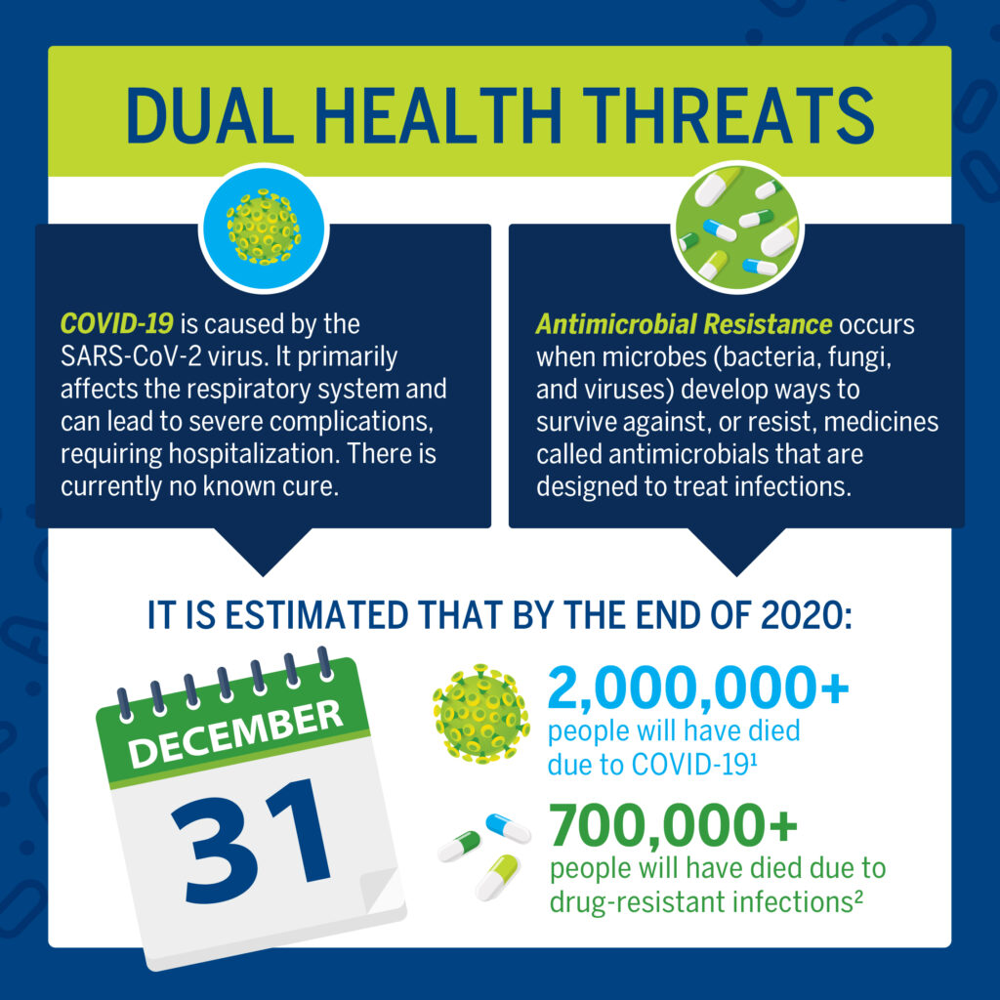 DUAL HEALTH THREATS
COVID-19 is caused by the
SARS-CoV-2 virus. It primarily
affects the respiratory system and
can lead to severe complications,
requiring hospitalization. There is
currently no known cure.
Antimicrobial Resistance occurs
when microbes (bacteria, fungi,
and viruses) develop ways to
survive against, or resist, medicines
called antimicrobials that are
designed to treat infections.
IT IS ESTIMATED THAT BY THE END OF 2020:
DECEMBER
31
2,000,000+
people will have died
due to COVID-19¹
700,000+
people will have died due to
drug-resistant infections²